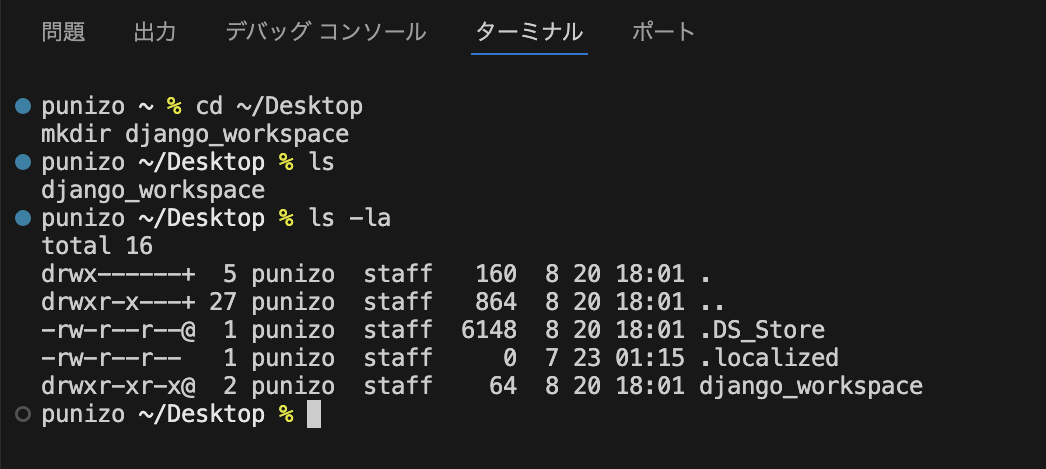 問題 出力 デバッグ コンソール ターミナル ポート
punizo ~ % cd ~/Desktop
mkdir django_workspace
punizo ~/Desktop % ls
django_workspace
punizo ~/Desktop % ls -la
total 16
drwx------+  5 punizo  staff   160  8 20 18:01 .
drwxr-x---+ 27 punizo  staff   864  8 20 18:01 ..
-rw-r--r--@  1 punizo  staff  6148  8 20 18:01 .DS_Store
-rw-r--r--   1 punizo  staff     0  7 23 01:15 .localized
drwxr-xr-x@  2 punizo  staff    64  8 20 18:01 django_workspace
punizo ~/Desktop %